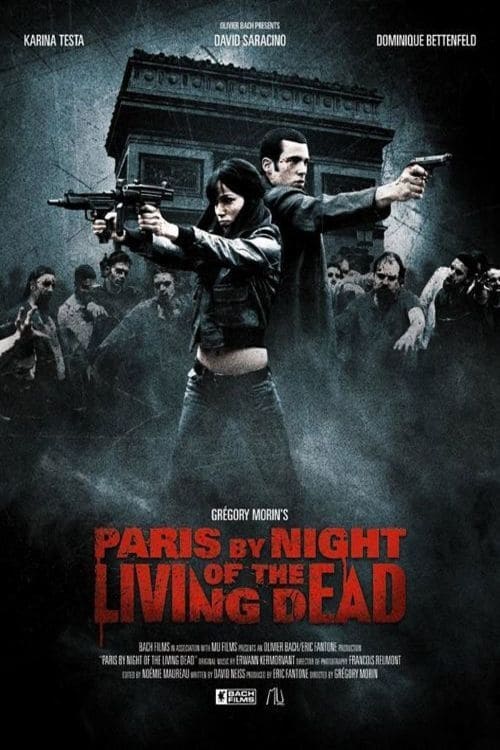 OLIVIER BACH PRESENTS
KARINA TESTA DAVID SARACINO DOMINIQUE BETTENFELD
GRÉGORY MORIN'S
PARIS BY NIGHT
OF THE
LIVING DEAD
BACH FILMS IN ASSOCIATION WITH MU FILMS PRESENTS AN OLIVIER BACH/ERIC FANTONE PRODUCTION
"PARIS BY NIGHT OF THE LIVING DEAD" ORIGINAL MUSIC BY ERWANN KERMORVANT DIRECTOR OF PHOTOGRAPHY FRANCOIS REUMONT
EDITED BY NOÉMIE MAUREAU WRITTEN BY DAVID NEISS PRODUCED BY ERIC FANTONE DIRECTED BY GRÉGORY MORIN
BACH
FILMS